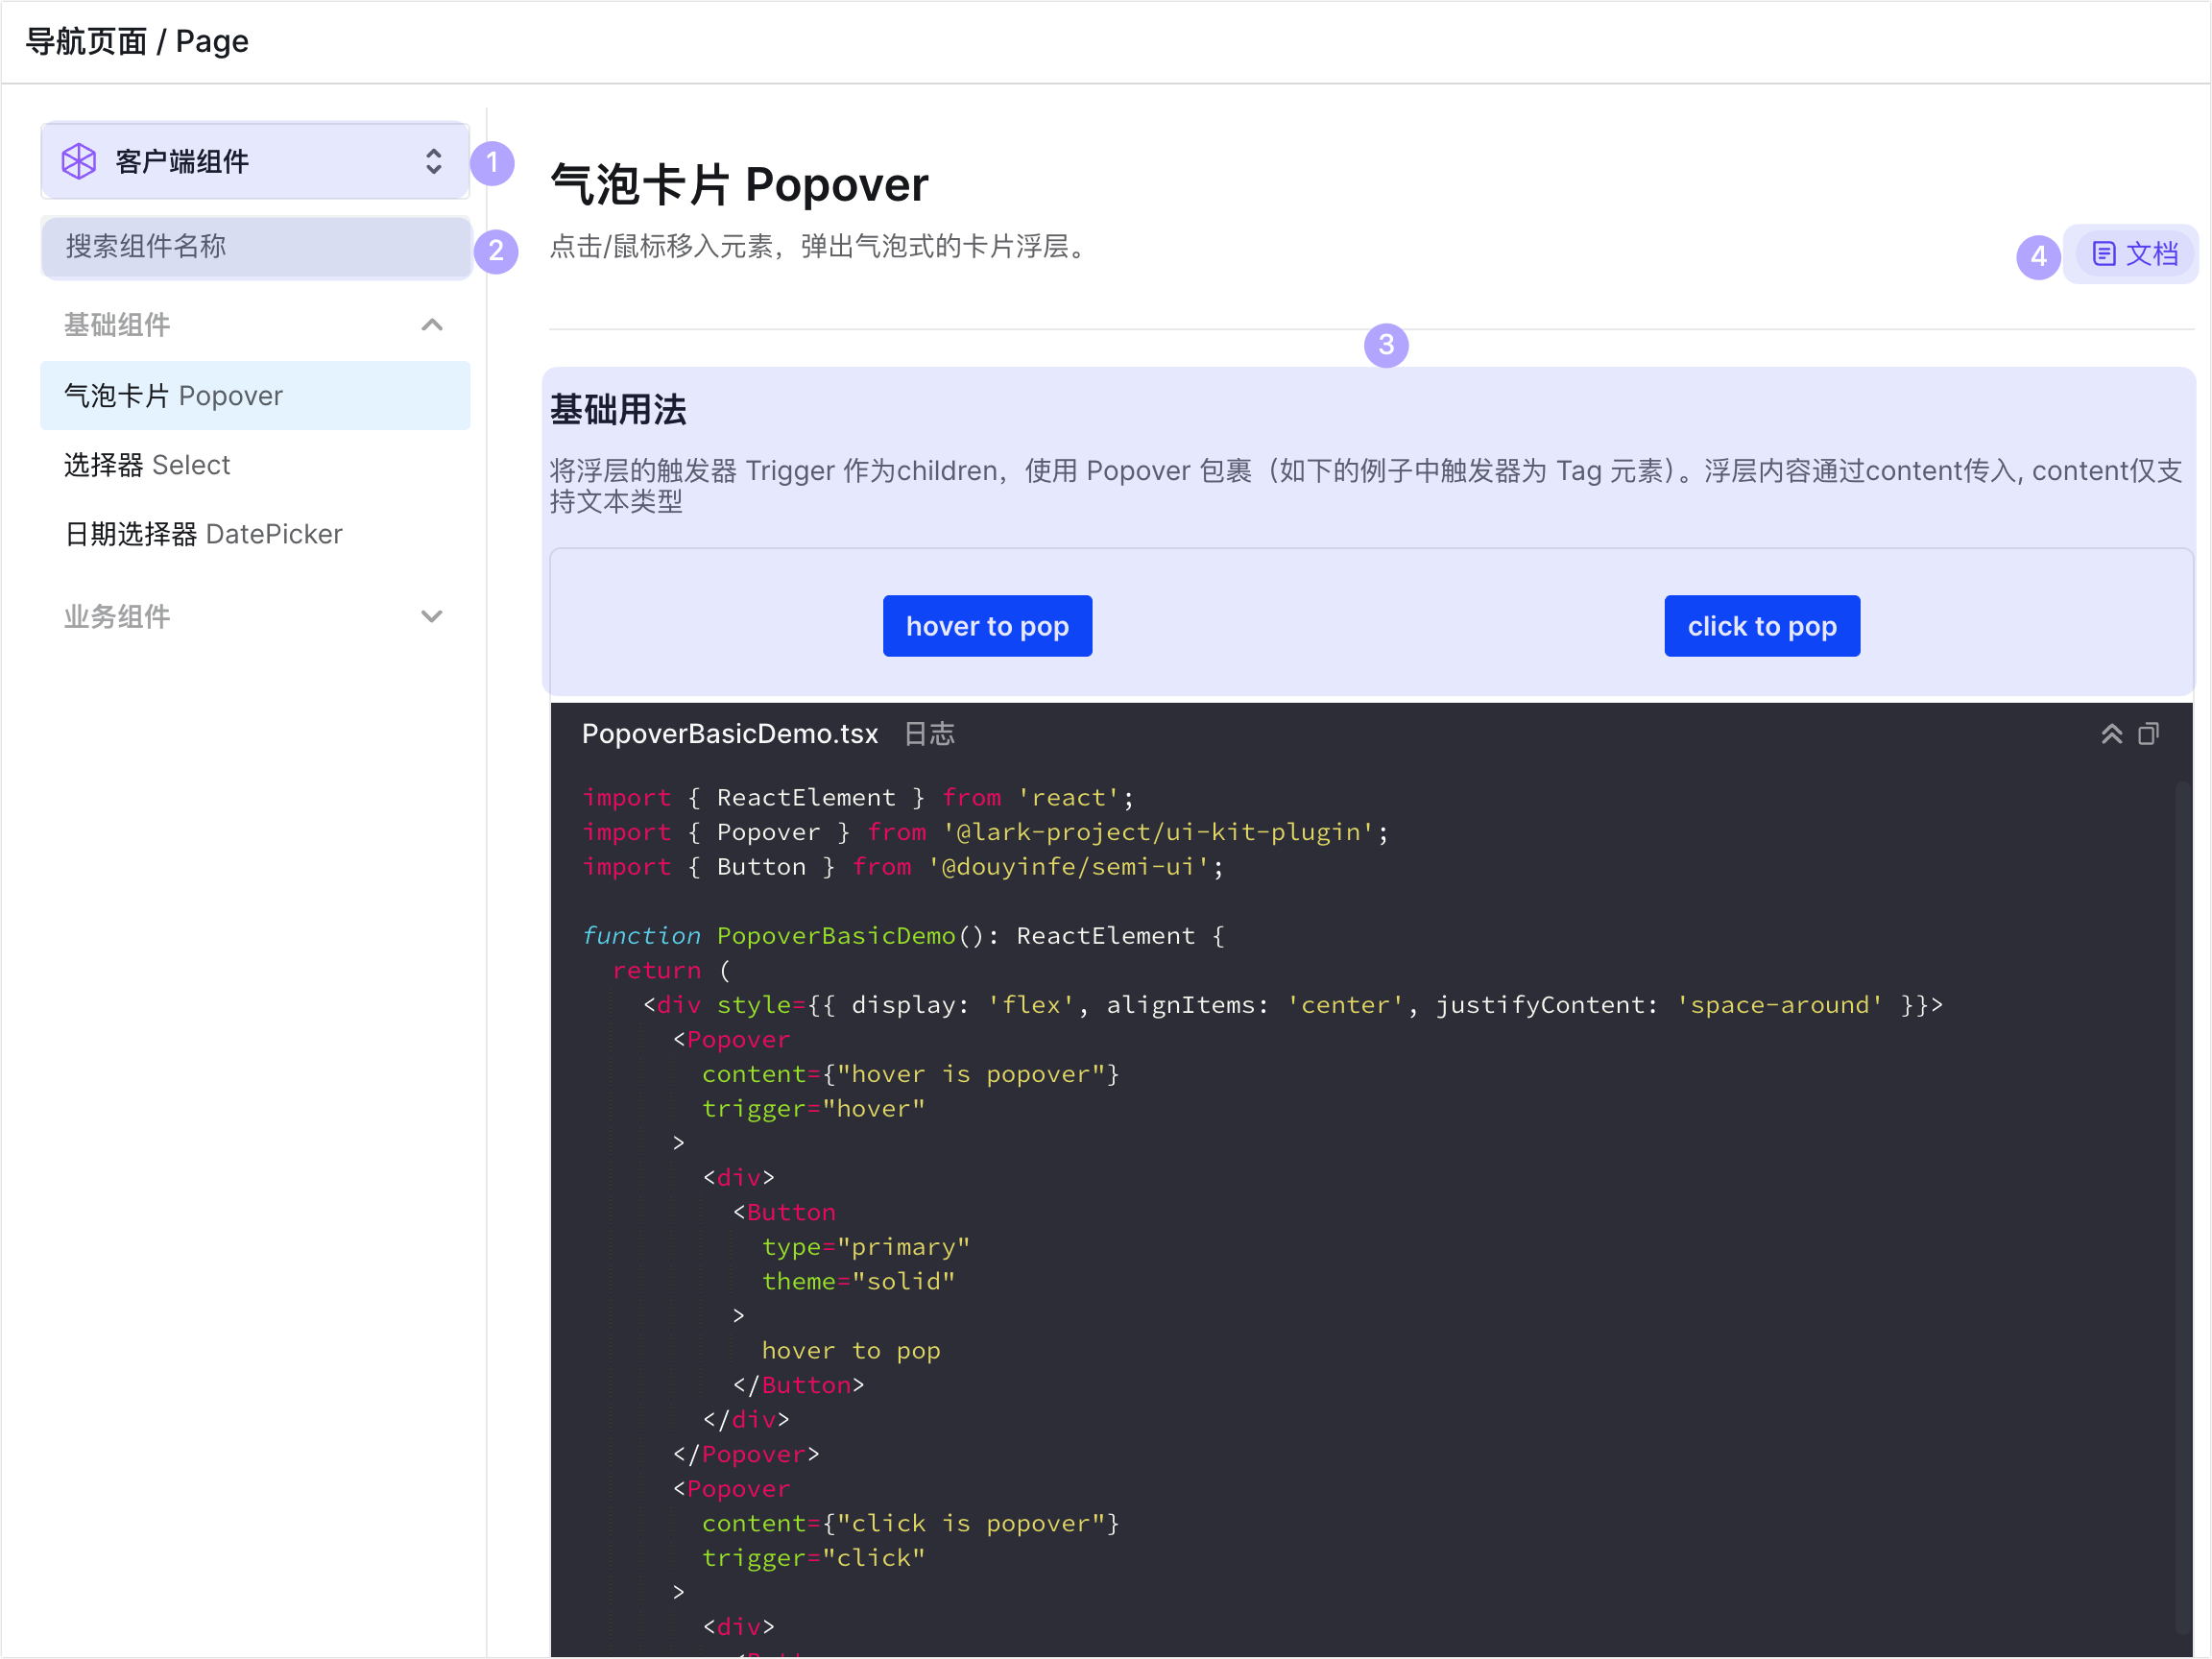 导航页面 / Page
客户端组件
1
搜索组件名称
2
基础组件
气泡卡片 Popover
选择器 Select
日期选择器 DatePicker
业务组件
气泡卡片 Popover
点击/鼠标移入元素，弹出气泡式的卡片浮层。
4
文档
3
基础用法
将浮层的触发器 Trigger 作为children，使用 Popover 包裹（如下的例子中触发器为 Tag 元素）。浮层内容通过content传入, content仅支
持文本类型
hover to pop
click to pop
PopoverBasicDemo.tsx 日志
import { ReactElement } from 'react';
import { Popover } from '@lark-project/ui-kit-plugin';
import { Button } from '@douyinfe/semi-ui';
function PopoverBasicDemo(): ReactElement {
return (
<div style={{ display: 'flex', alignItems: 'center', justifyContent: 'space-around' }}>
<Popover
content={"hover is popover"}
trigger="hover"
>
<div>
<Button
type="primary"
theme="solid"
>
hover to pop
</Button>
</div>
</Popover>
<Popover
content={"click is popover"}
trigger="click"
>
<div>